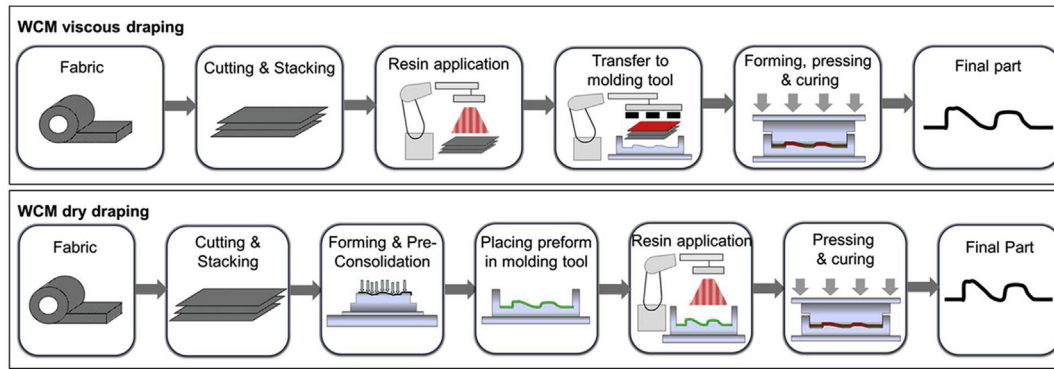 WCM viscous draping
Fabric
Cutting & Stacking
Resin application
Transfer to
molding tool
Forming, pressing
& curing
Final part
WCM dry draping
Fabric
Cutting &
Stacking
Forming & Pre-
Consolidation
Placing preform
in molding tool
Resin application
Pressing
& curing
Final Part